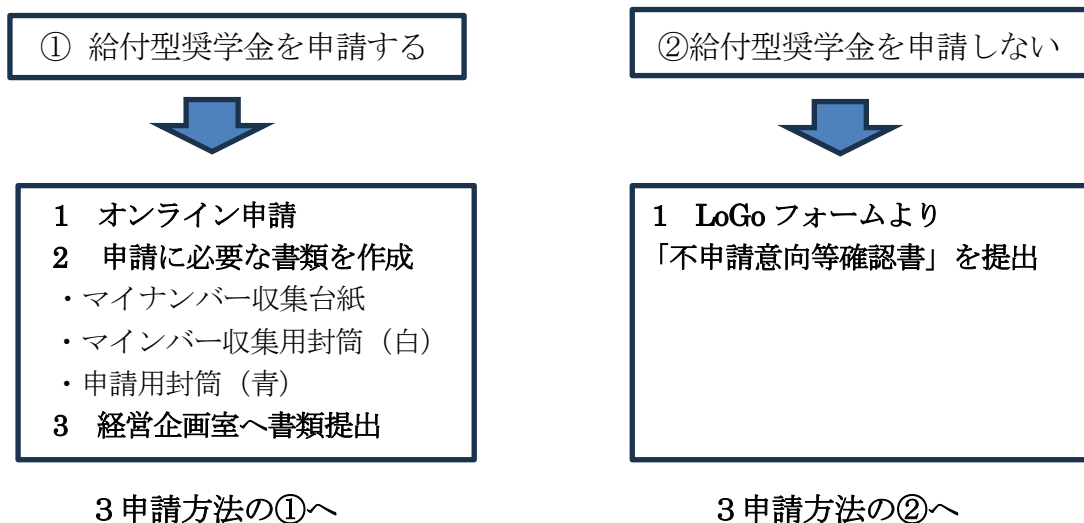 ① 給付型奨学金を申請する
1 オンライン申請
2 申請に必要な書類を作成
・マイナンバー収集台紙
・マインバー収集用封筒（白）
・申請用封筒（青）
3 経営企画室へ書類提出
3申請方法の①へ
②給付型奨学金を申請しない
1 LoGoフォームより
「不申請意向等確認書」を提出
3申請方法の②へ